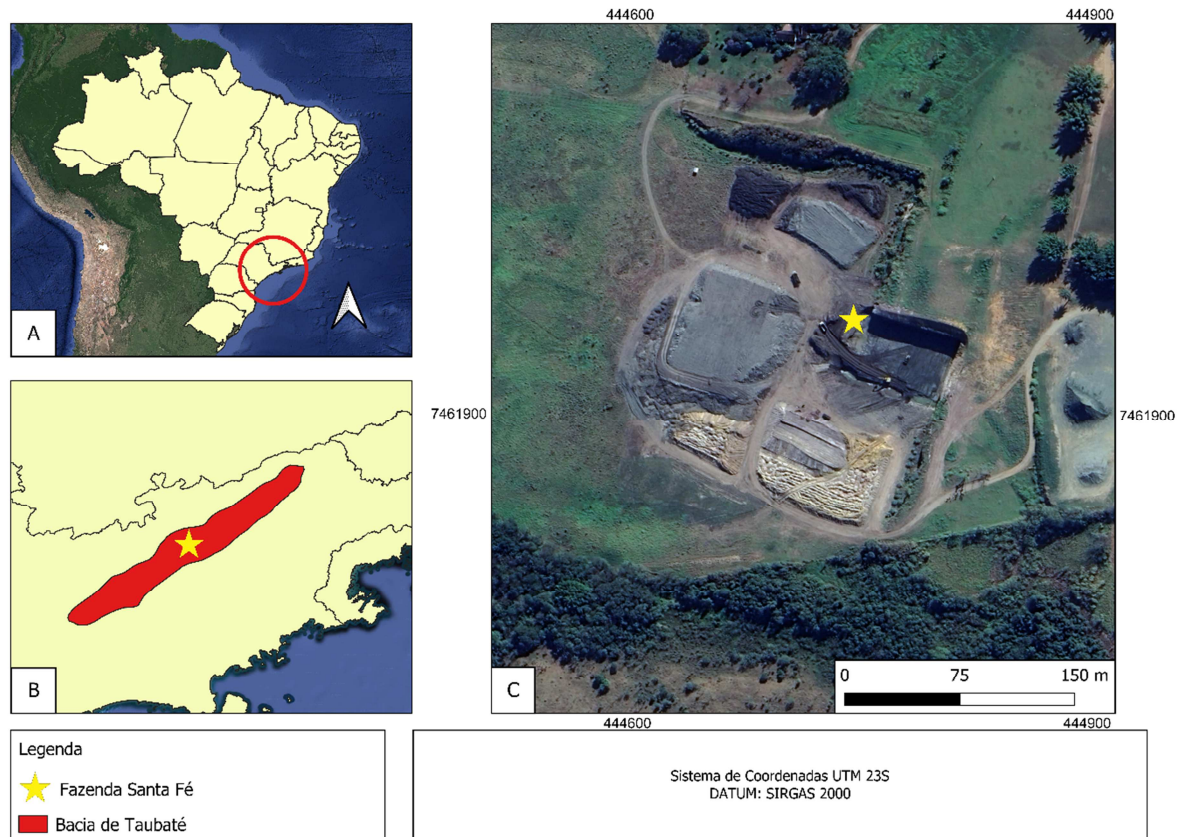 444600
444900
A
7461900
7461900
B
C
0 75 150 m
444600
444900
Legenda
Fazenda Santa Fé
Bacia de Taubaté
Sistema de Coordenadas UTM 23S
DATUM: SIRGAS 2000